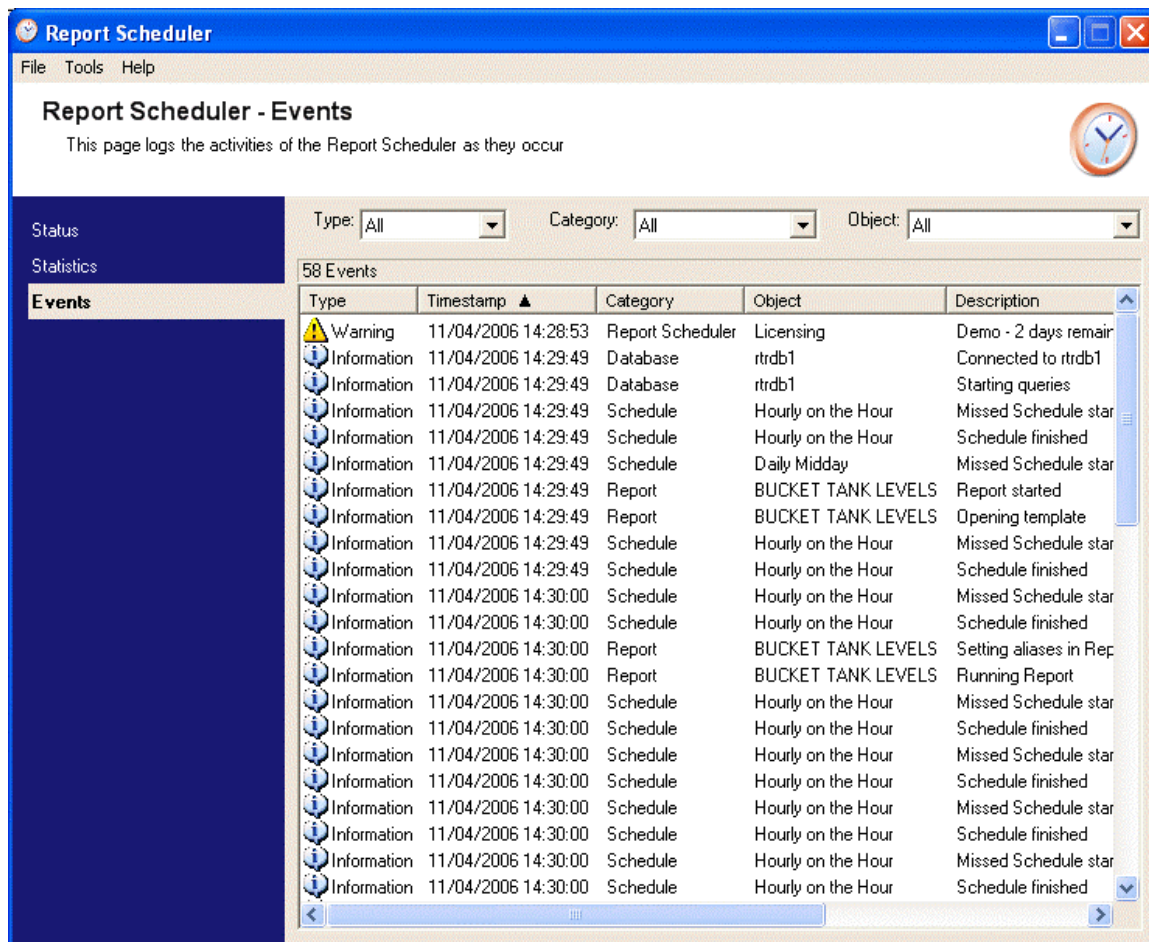 Report Scheduler
File Tools Help
Report Scheduler - Events
This page logs the activities of the Report Scheduler as they occur
Status
Statistics
Events
Type: All Category: All Object: All
58 Events
Type Timestamp Category Object Description
Warning 11/04/2006 14:28:53 Report Scheduler Licensing Demo - 2 days remain
Information 11/04/2006 14:29:49 Database rtrdb1 Connected to rtrdb1
Information 11/04/2006 14:29:49 Database rtrdb1 Starting queries
Information 11/04/2006 14:29:49 Schedule Hourly on the Hour Missed Schedule star
Information 11/04/2006 14:29:49 Schedule Hourly on the Hour Schedule finished
Information 11/04/2006 14:29:49 Schedule Daily Midday Missed Schedule star
Information 11/04/2006 14:29:49 Report BUCKET TANK LEVELS Report started
Information 11/04/2006 14:29:49 Report BUCKET TANK LEVELS Opening template
Information 11/04/2006 14:29:49 Schedule Hourly on the Hour Missed Schedule star
Information 11/04/2006 14:29:49 Schedule Hourly on the Hour Schedule finished
Information 11/04/2006 14:30:00 Schedule Hourly on the Hour Missed Schedule star
Information 11/04/2006 14:30:00 Schedule Hourly on the Hour Schedule finished
Information 11/04/2006 14:30:00 Report BUCKET TANK LEVELS Setting aliases in Rep
Information 11/04/2006 14:30:00 Report BUCKET TANK LEVELS Running Report
Information 11/04/2006 14:30:00 Schedule Hourly on the Hour Missed Schedule star
Information 11/04/2006 14:30:00 Schedule Hourly on the Hour Schedule finished
Information 11/04/2006 14:30:00 Schedule Hourly on the Hour Missed Schedule star
Information 11/04/2006 14:30:00 Schedule Hourly on the Hour Schedule finished
Information 11/04/2006 14:30:00 Schedule Hourly on the Hour Missed Schedule star
Information 11/04/2006 14:30:00 Schedule Hourly on the Hour Schedule finished
Information 11/04/2006 14:30:00 Schedule Hourly on the Hour Missed Schedule star
Information 11/04/2006 14:30:00 Schedule Hourly on the Hour Schedule finished